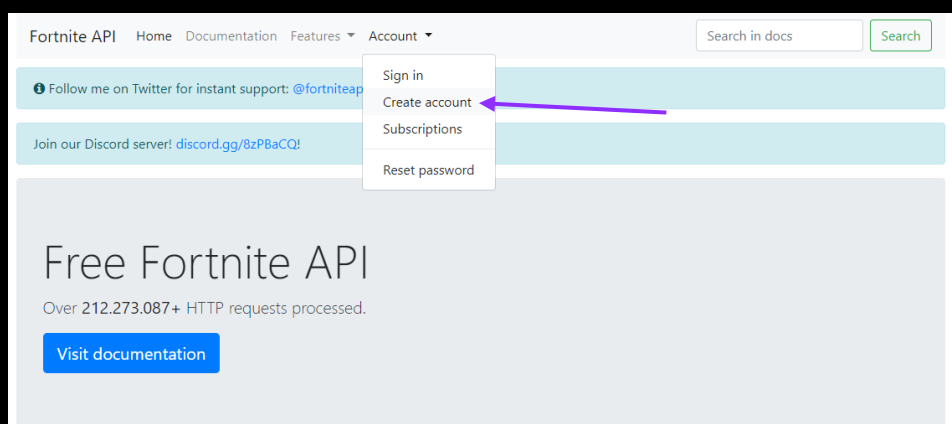 Fortnite API Home Documentation Features Account Search in docs Search
Sign in
Create account
Subscriptions
Reset password
Follow me on Twitter for instant support: @fortniteap
Join our Discord server! discord.gg/8zPBaCQ!
Free Fortnite API
Over 212.273.087+ HTTP requests processed.
Visit documentation